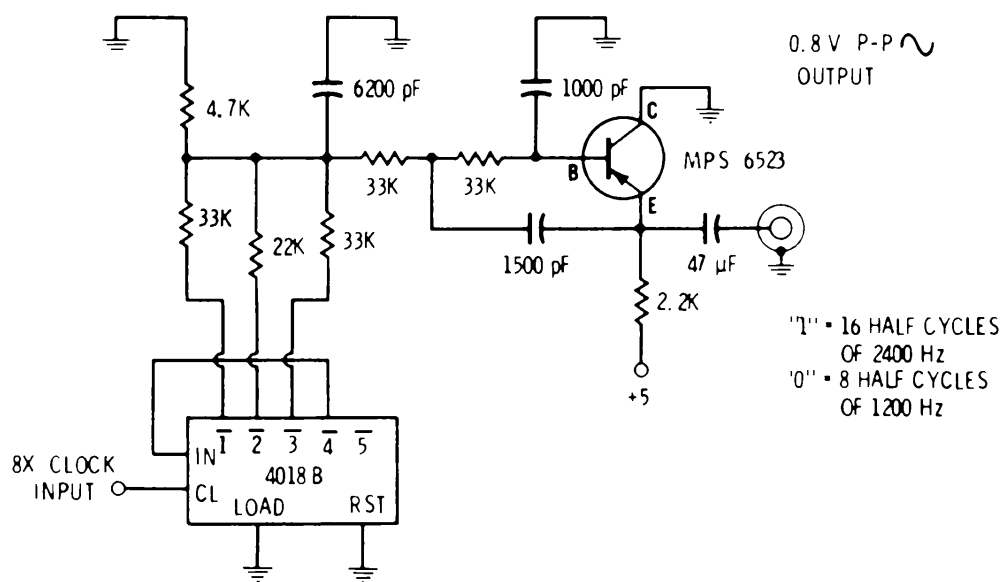 0.8 V P-P
OUTPUT
4.7K
6200 pF
1000 pF
C
MPS 6523
B
E
33K
33K
33K
22K
33K
1500 pF
47 µF
2.2K
+5
"1" = 16 HALF CYCLES
OF 2400 Hz
"0" = 8 HALF CYCLES
OF 1200 Hz
1 2 3 4 5
IN
4018 B
8X CLOCK
INPUT
CL
LOAD
RST